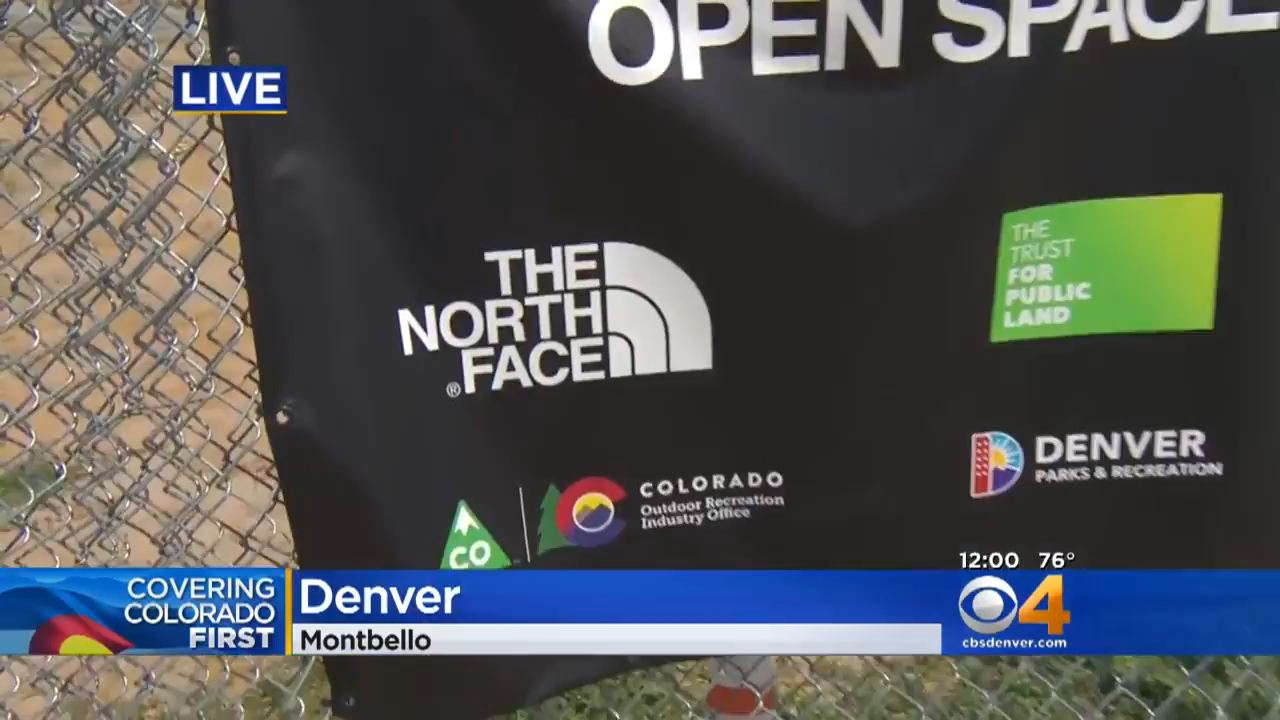 OPEN SPACE
LIVE
THE
NORTH
FACE
®
THE
TRUST
FOR
PUBLIC
LAND
DENVER
PARKS & RECREATION
COLORADO
Outdoor Recreation
Industry Office
CO
12:00 76°
COVERING
COLORADO
FIRST
Denver
Montbello
4
cbsdenver.com